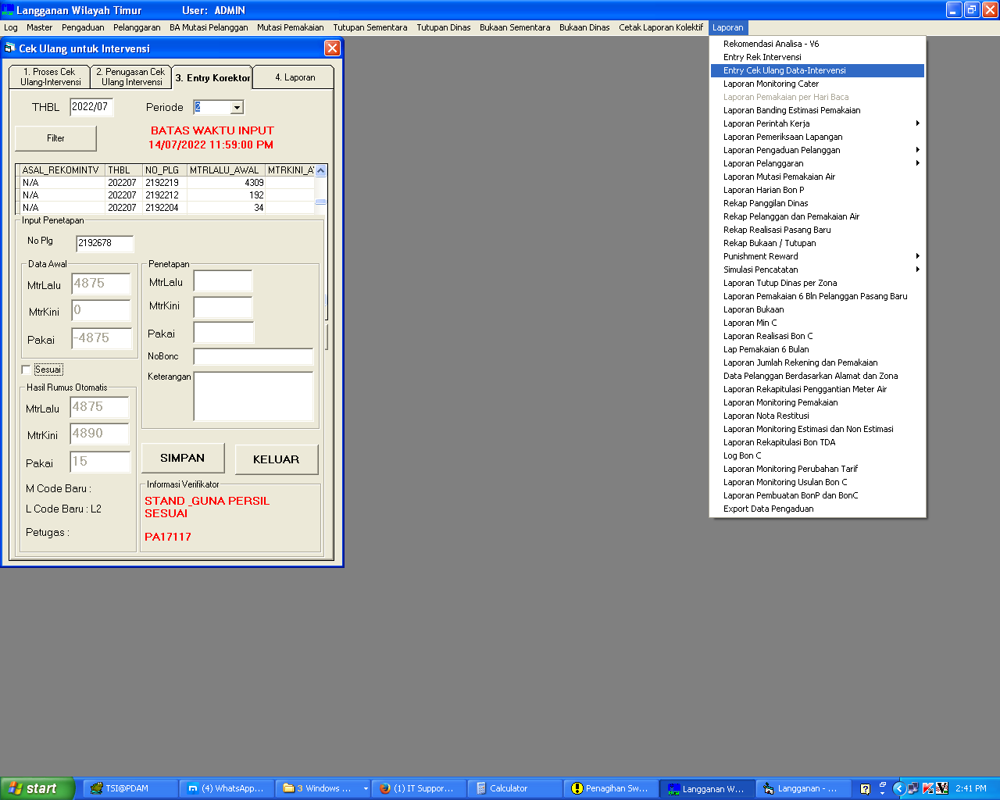 Langganan Wilayah Timur User: ADMIN
Log Master Pengaduan Pelanggaran BA Mutasi Pelanggan Mutasi Pemakaian Tutupan Sementara Tutupan Dinas Bukaan Sementara Bukaan Dinas Cetak Laporan Kolektif Laporan
Cek Ulang untuk Intervensi
1. Proses Cek Ulang-Intervensi
2. Penugasan Cek Ulang Intervensi
3. Entry Korektor
4. Laporan
THBL 2022/07 Periode 2
Filter
BATAS WAKTU INPUT
14/07/2022 11:59:00 PM
ASAL_REKOMINTV THBL NO_PLG MTRLALU_AWAL MTRKINI_A
N/A 202207 2192219 4309
N/A 202207 2192212 192
N/A 202207 2192204 34
Input Penetapan
No Plg 2192678
Data Awal
MtrLalu 4875
MtrKini 0
Pakai -4875
Sesuai
Hasil Rumus Otomatis
MtrLalu 4875
MtrKini 4890
Pakai 15
M Code Baru :
L Code Baru : L2
Petugas :
Penetapan
MtrLalu
MtrKini
Pakai
NoBonc
Keterangan
SIMPAN KELUAR
Informasi Verifikator
STAND _GUNA PERSIL
SESUAI
PA17117
Rekomendasi Analisa - V6
Entry Rek Intervensi
Entry Cek Ulang Data-Intervensi
Laporan Monitoring Cater
Laporan Pemakaian per Hari Baca
Laporan Banding Estimasi Pemakaian
Laporan Perintah Kerja
Laporan Pemeriksaan Lapangan
Laporan Pengaduan Pelanggan
Laporan Pelanggaran
Laporan Mutasi Pemakaian Air
Laporan Harian Bon P
Rekap Panggilan Dinas
Rekap Pelanggan dan Pemakaian Air
Rekap Realisasi Pasang Baru
Rekap Bukaan / Tutupan
Punishment Reward
Simulasi Pencatatan
Laporan Tutup Dinas per Zona
Laporan Pemakaian 6 Bln Pelanggan Pasang Baru
Laporan Bukaan
Laporan Min C
Laporan Realisasi Bon C
Lap Pemakaian 6 Bulan
Laporan Jumlah Rekening dan Pemakaian
Data Pelanggan Berdasarkan Alamat dan Zona
Laporan Rekapitulasi Penggantian Meter Air
Laporan Monitoring Pemakaian
Laporan Nota Restitusi
Laporan Monitoring Estimasi dan Non Estimasi
Laporan Rekapitulasi Bon TDA
Log Bon C
Laporan Monitoring Perubahan Tarif
Laporan Monitoring Usulan Bon C
Laporan Pembuatan BonP dan BonC
Export Data Pengaduan
start TSI@PDAM (4) WhatsApp... 3 Windows ... (1) IT Suppor... Calculator Penagihan Sw... Langganan W... Langganan - ... 2:41 PM